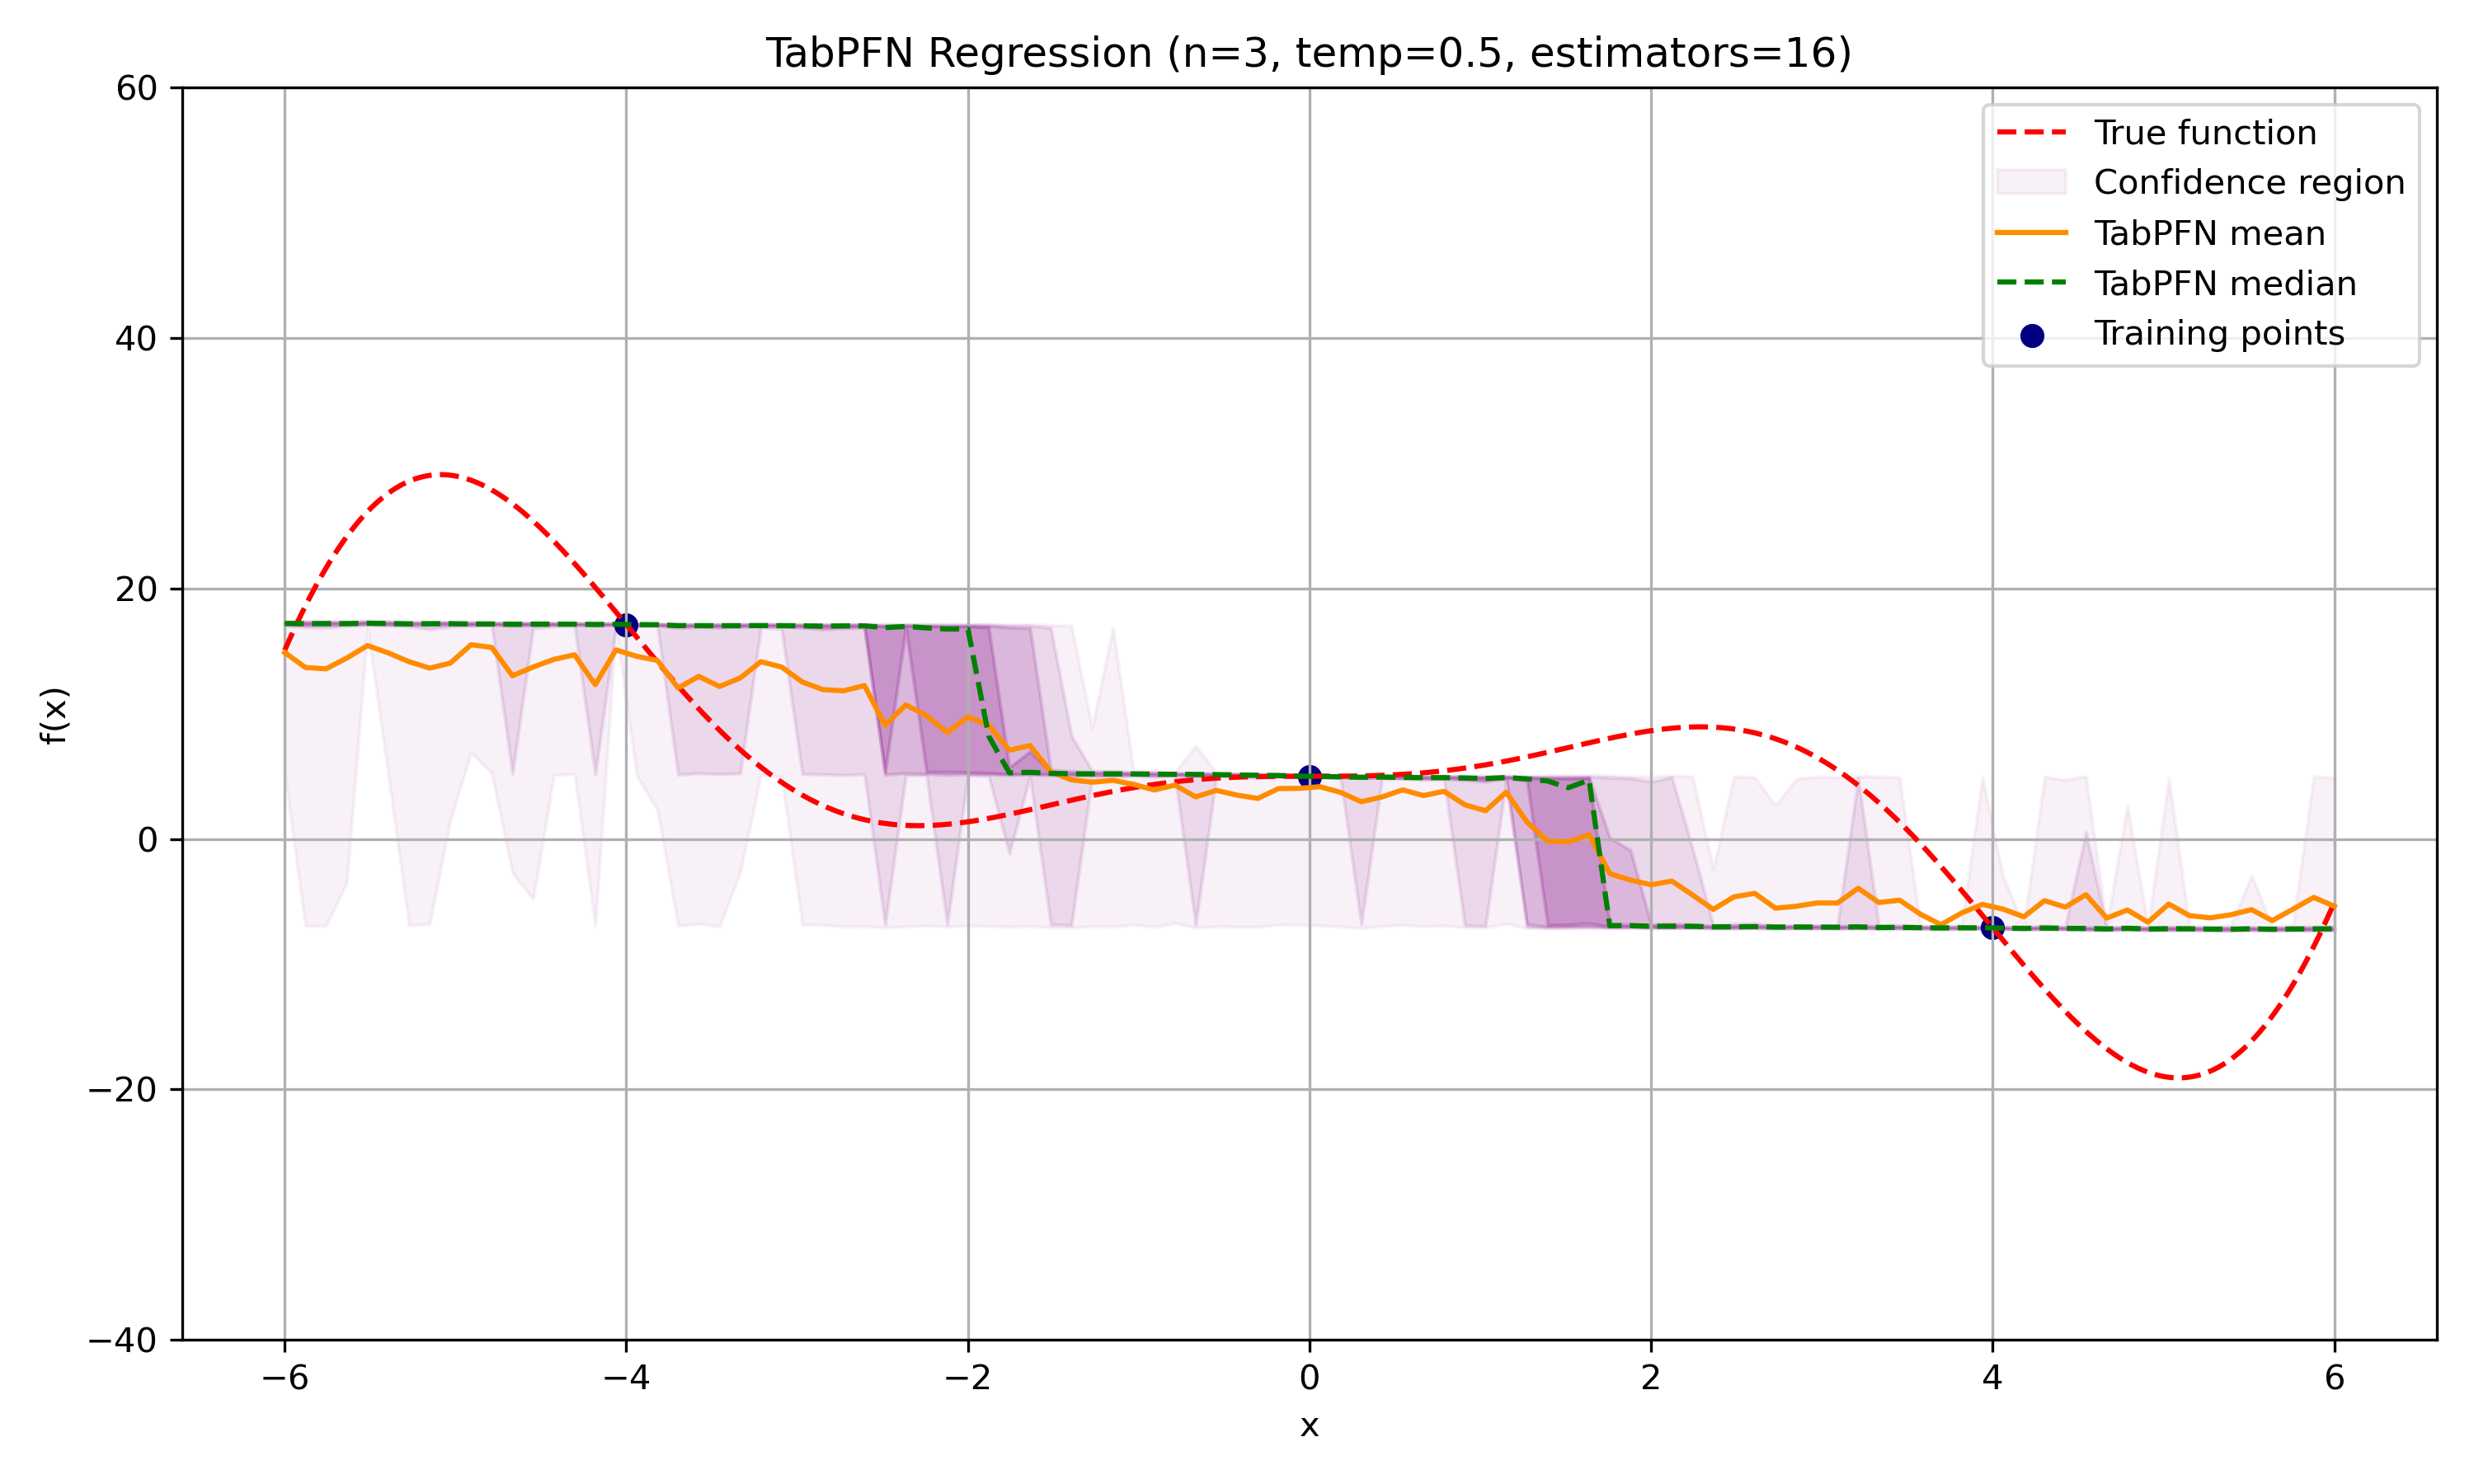 TabPFN Regression (n=3, temp=0.5, estimators=16)
60
40
20
0
−20
−40
f(x)
True function
Confidence region
TabPFN mean
TabPFN median
Training points
−6
−4
−2
0
2
4
6
x